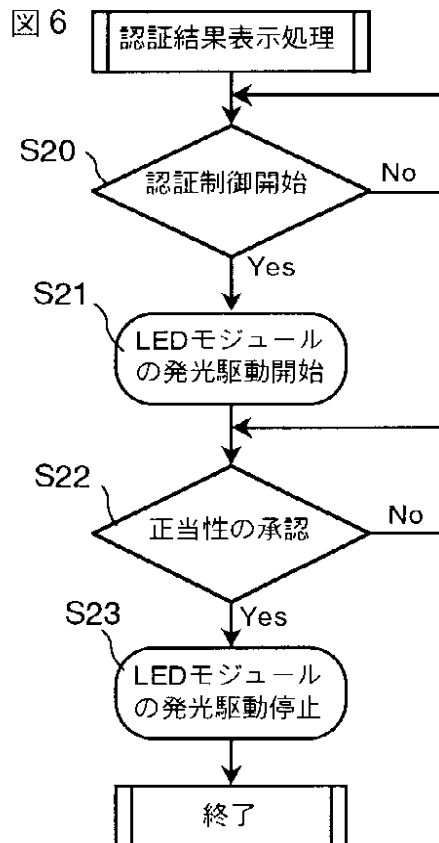 図6
認証結果表示処理
S20
認証制御開始
No
Yes
S21
LEDモジュール
の発光駆動開始
S22
正当性の承認
No
Yes
S23
LEDモジュール
の発光駆動停止
終了